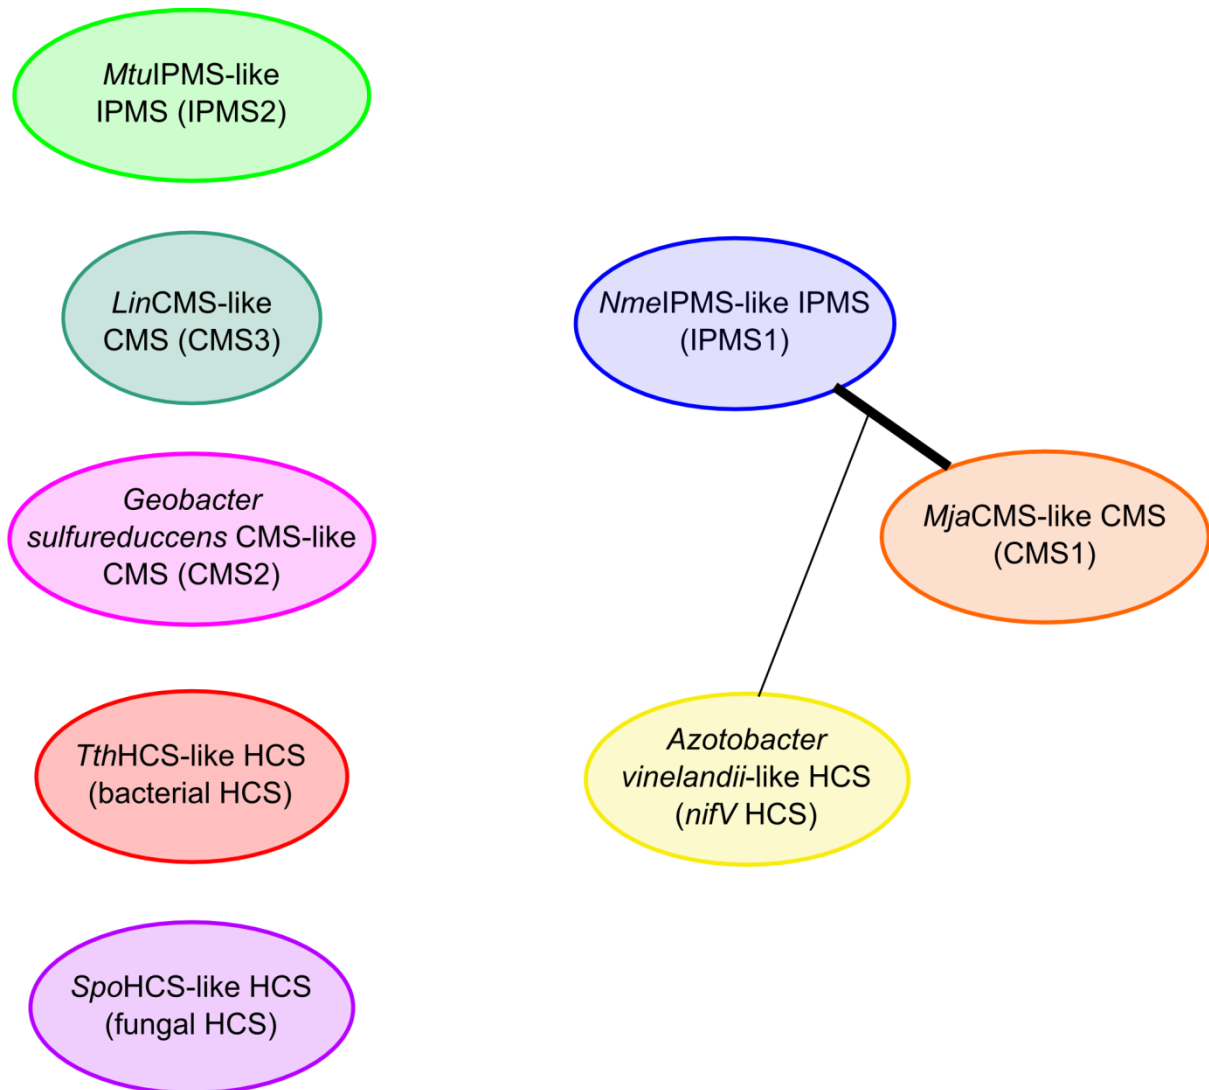 MtuIPMS-like
IPMS (IPMS2)
LinCMS-like
CMS (CMS3)
NmeIPMS-like IPMS
(IPMS1)
Geobacter
sulfureduccens CMS-like
CMS (CMS2)
MjaCMS-like CMS
(CMS1)
TthHCS-like HCS
(bacterial HCS)
Azotobacter
vinelandii-like HCS
(nifV HCS)
SpoHCS-like HCS
(fungal HCS)